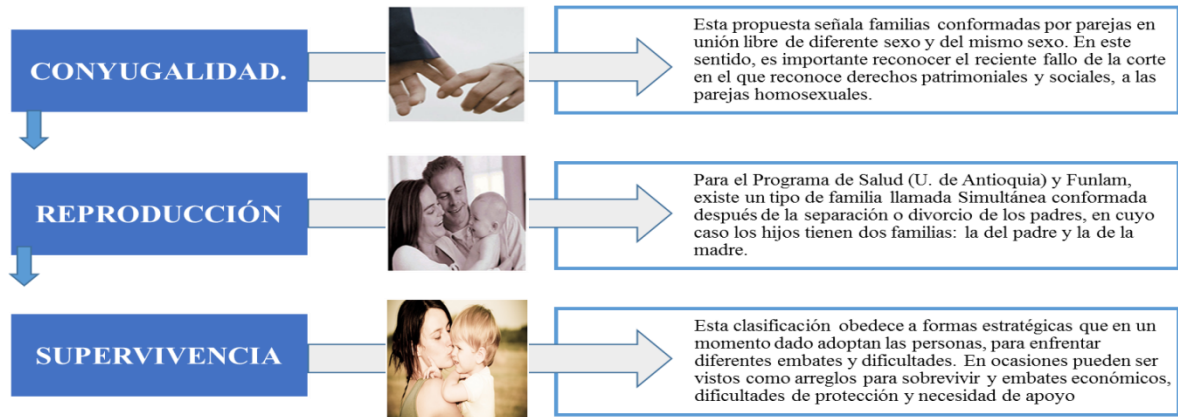 CONYUGALIDAD.
Esta propuesta señala familias conformadas por parejas en
unión libre de diferente sexo y del mismo sexo. En este
sentido, es importante reconocer el reciente fallo de la corte
en el que reconoce derechos patrimoniales y sociales, a las
parejas homosexuales.
REPRODUCCIÓN
Para el Programa de Salud (U. de Antioquia) y Funlam,
existe un tipo de familia llamada Simultánea conformada
después de la separación o divorcio de los padres, en cuyo
caso los hijos tienen dos familias: la del padre y la de la
madre.
SUPERVIVENCIA
Esta clasificación obedece a formas estratégicas que en un
momento dado adoptan las personas, para enfrentar
diferentes embates y dificultades. En ocasiones pueden ser
vistos como arreglos para sobrevivir y embates económicos,
dificultades de protección y necesidad de apoyo